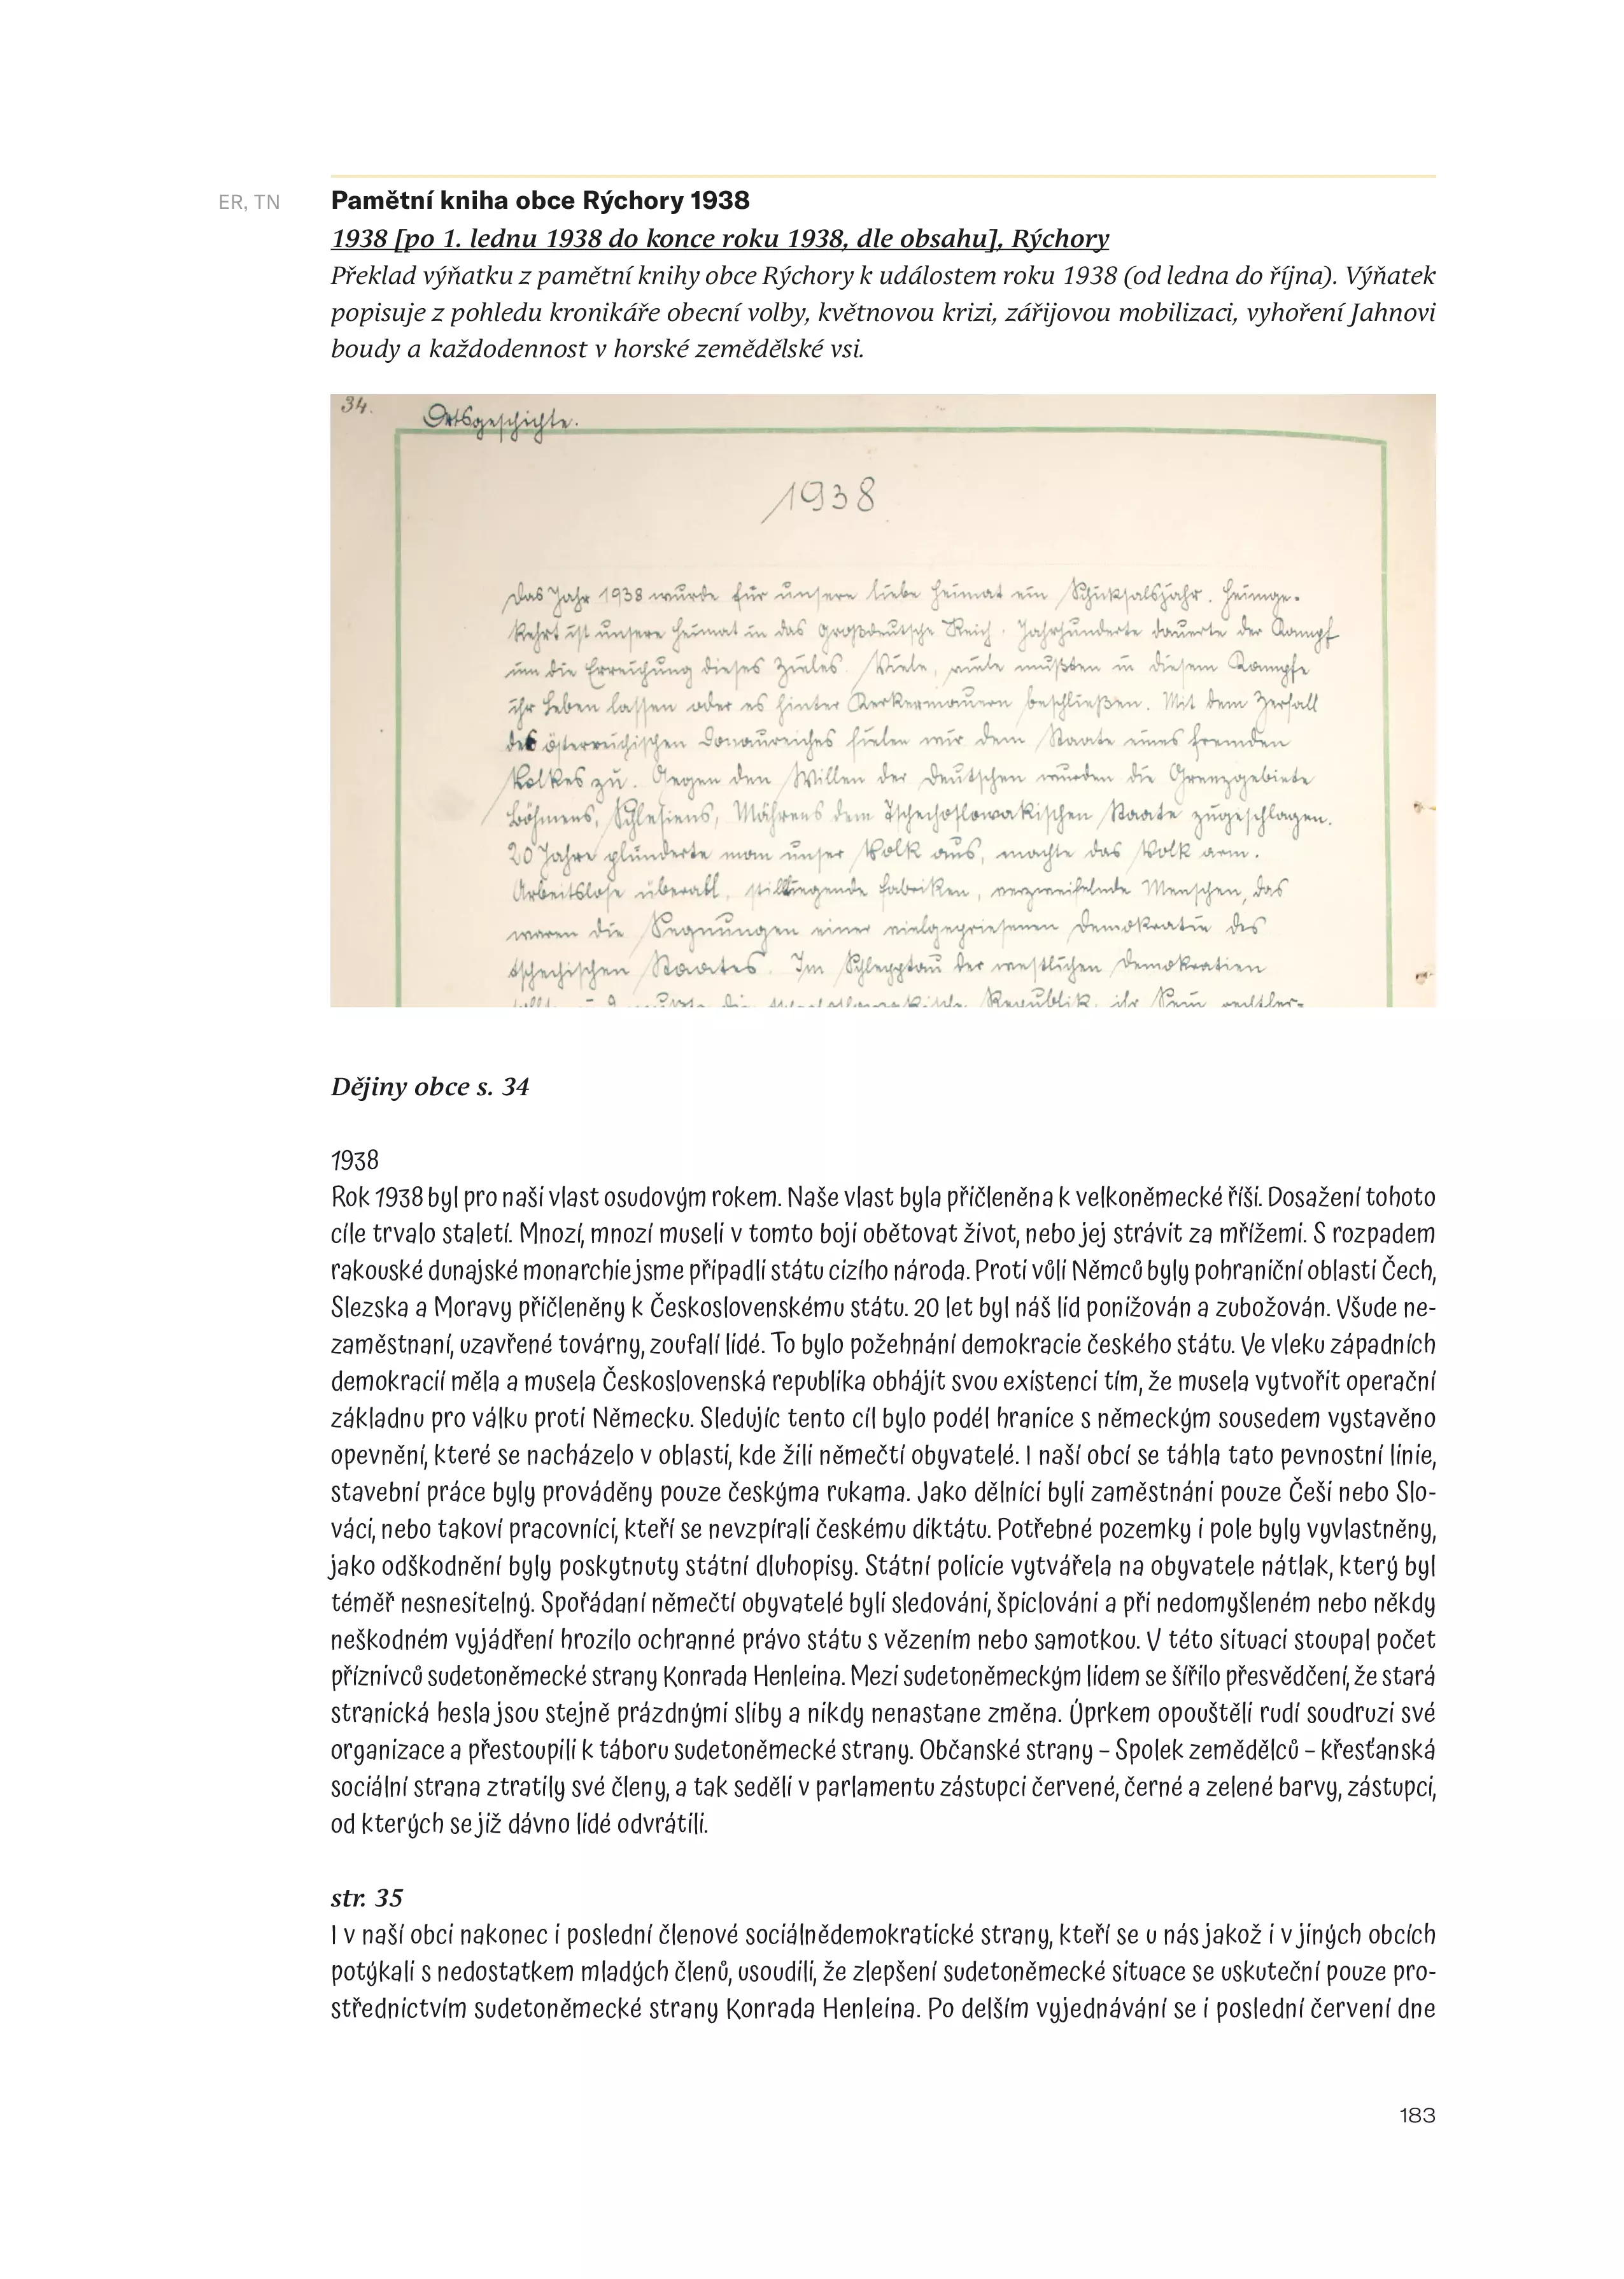 ER, TN
Pamětní kniha obce Rýchory 1938
1938 [po 1. lednu 1938 do konce roku 1938, dle obsahu], Rýchory
Překlad výňatku z pamětní knihy obce Rýchory k událostem roku 1938 (od ledna do října). Výňatek
popisuje z pohledu kronikáře obecní volby, květnovou krizi, zářijovou mobilizaci, vyhoření Jahnovi
boudy a každodennost v horské zemědělské vsi.
34.
Ortsgeschichte.
1938
Das Jahr 1938 wurde für unsere liebe Heimat ein Schicksalsjahr. Heimge-
kehrt ist unsere Heimat in das Großdeutsche Reich. Jahrhunderte dauerte der Kampf
um die Erreichung dieses Zieles. Viele, viele mußten in diesem Kampfe
ihr Leben lassen oder es hinter Kerkermauern beschließen. Mit dem Zerfall
des österreichischen Donaureiches fielen wir dem Staate eines fremden
Volkes zu. Gegen den Willen der Deutschen wurden die Grenzgebiete
Böhmens, Schlesiens, Mährens dem Tschechoslowakischen Staate zugeschlagen.
20 Jahre plünderte man unser Volk aus, machte das Volk arm.
Arbeitslose überall, stilliegende Fabriken, verzweifelnde Menschen, das
waren die Segnungen einer vielgepriesenen Demokratie des
tschechischen Staates. Im Schlepptau der westlichen Demokratien
mußte die tschechoslowakische Republik ihr Sein rechtfer-
Dějiny obce s. 34
1938
Rok 1938 byl pro naši vlast osudovým rokem. Naše vlast byla přičleněna k velkoněmecké říši. Dosažení tohoto
cíle trvalo staletí. Mnozí, mnozí museli v tomto boji obětovat život, nebo jej strávit za mřížemi. S rozpadem
rakouské dunajské monarchie jsme připadli státu cizího národa. Proti vůli Němců byly pohraniční oblasti Čech,
Slezska a Moravy přičleněny k Československému státu. 20 let byl náš lid ponižován a zubožován. Všude ne-
zaměstnaní, uzavřené továrny, zoufalí lidé. To bylo požehnání demokracie českého státu. Ve vleku západních
demokracií měla a musela Československá republika obhájit svou existenci tím, že musela vytvořit operační
základnu pro válku proti Německu. Sledujíc tento cíl bylo podél hranice s německým sousedem vystavěno
opevnění, které se nacházelo v oblasti, kde žili němečtí obyvatelé. I naší obcí se táhla tato pevnostní linie,
stavební práce byly prováděny pouze českýma rukama. Jako dělníci byli zaměstnáni pouze Češi nebo Slo-
váci, nebo takoví pracovníci, kteří se nevzpírali českému diktátu. Potřebné pozemky i pole byly vyvlastněny,
jako odškodnění byly poskytnuty státní dluhopisy. Státní policie vytvářela na obyvatele nátlak, který byl
téměř nesnesitelný. Spořádaní němečtí obyvatelé byli sledováni, špiclováni a při nedomyšleném nebo někdy
neškodném vyjádření hrozilo ochranné právo státu s vězením nebo samotkou. V této situaci stoupal počet
příznivců sudetoněmecké strany Konrada Henleina. Mezi sudetoněmeckým lidem se šířilo přesvědčení, že stará
stranická hesla jsou stejně prázdnými sliby a nikdy nenastane změna. Úprkem opouštěli rudí soudruzi své
organizace a přestoupili k táboru sudetoněmecké strany. Občanské strany – Spolek zemědělců – křesťanská
sociální strana ztratily své členy, a tak seděli v parlamentu zástupci červené, černé a zelené barvy, zástupci,
od kterých se již dávno lidé odvrátili.
str. 35
I v naší obci nakonec i poslední členové sociálnědemokratické strany, kteří se u nás jakož i v jiných obcích
potýkali s nedostatkem mladých členů, usoudili, že zlepšení sudetoněmecké situace se uskuteční pouze pro-
střednictvím sudetoněmecké strany Konrada Henleina. Po delším vyjednávání se i poslední červení dne
183